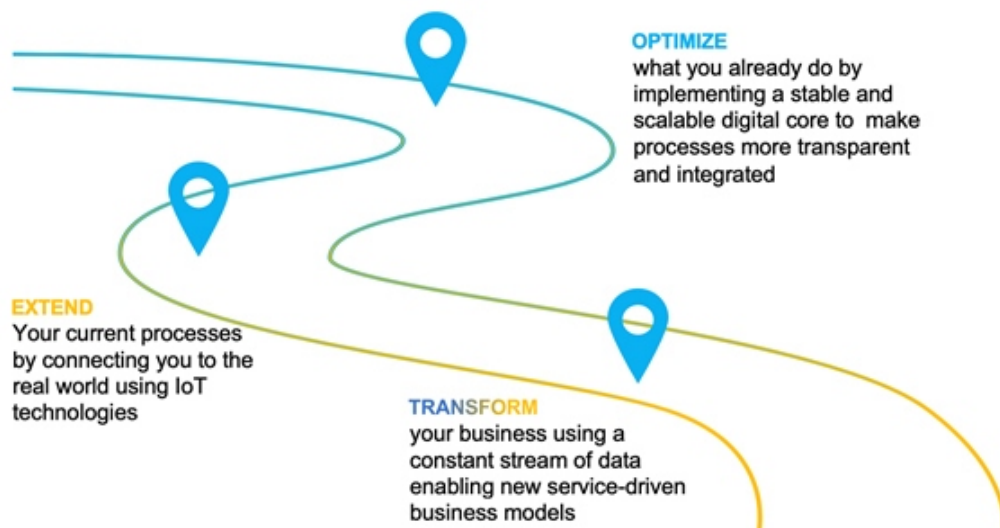 OPTIMIZE
what you already do by
implementing a stable and
scalable digital core to make
processes more transparent
and integrated
EXTEND
Your current processes
by connecting you to the
real world using IoT
technologies
TRANSFORM
your business using a
constant stream of data
enabling new service-driven
business models